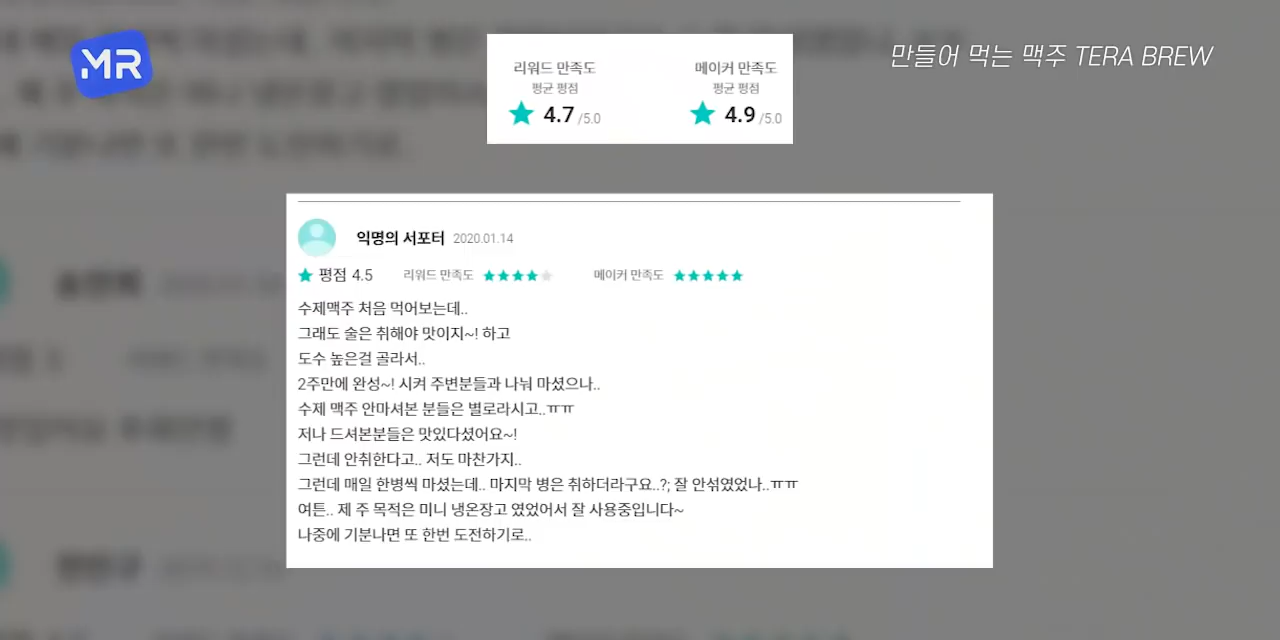 MR
만들어 먹는 맥주 TERA BREW
리워드 만족도 메이커 만족도
평균 평점 평균 평점
4.7 /5.0 4.9 /5.0
익명의 서포터 2020.01.14
평점 4.5 리워드 만족도 메이커 만족도
수제맥주 처음 먹어보는데..
그래도 술은 취해야 맛이지~! 하고
도수 높은걸 골라서..
2주만에 완성~! 시켜 주변분들과 나눠 마셨으나..
수제 맥주 안마셔본 분들은 별로라시고..ㅠㅠ
저나 드셔본분들은 맛있다셨어요~!
그런데 안취한다고.. 저도 마찬가지..
그런데 매일 한병씩 마셨는데.. 마지막 병은 취하더라구요..?; 잘 안섞였었나..ㅠㅠ
여튼.. 제 주 목적은 미니 냉온장고 였었어서 잘 사용중입니다~
나중에 기분나면 또 한번 도전하기로..